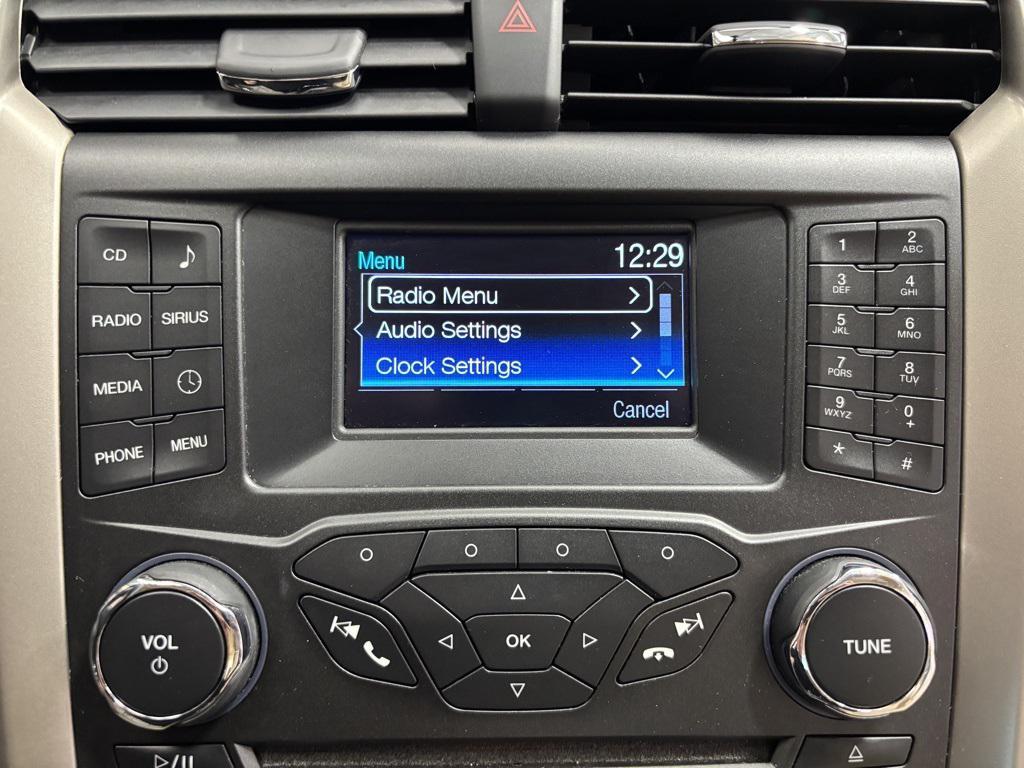 Menu 12:29
Radio Menu
Audio Settings
Clock Settings
Cancel
CD
RADIO SIRIUS
MEDIA
PHONE MENU
1 2 ABC
3 DEF 4 GHI
5 JKL 6 MNO
7 PQRS 8 TUV
9 WXYZ 0 +
* #
VOL
OK
TUNE